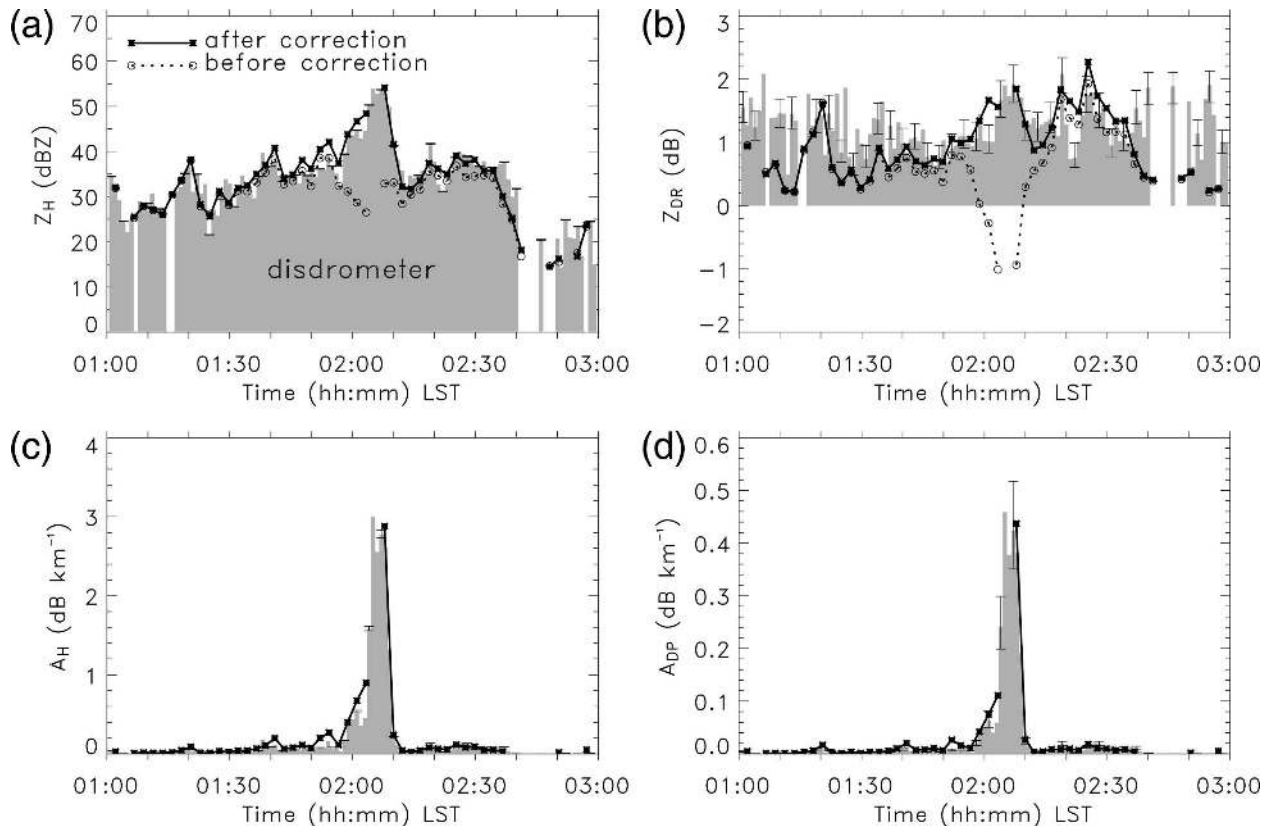 (a)
70
60
50
40
30
20
10
0
Z_H (dBZ)
after correction
before correction
disdrometer
01:00 01:30 02:00 02:30 03:00
Time (hh:mm) LST
(b)
3
2
1
0
−1
−2
Z_DR (dB)
01:00 01:30 02:00 02:30 03:00
Time (hh:mm) LST
(c)
4
3
2
1
0
A_H (dB km⁻¹)
01:00 01:30 02:00 02:30 03:00
Time (hh:mm) LST
(d)
0.6
0.5
0.4
0.3
0.2
0.1
0.0
A_DP (dB km⁻¹)
01:00 01:30 02:00 02:30 03:00
Time (hh:mm) LST